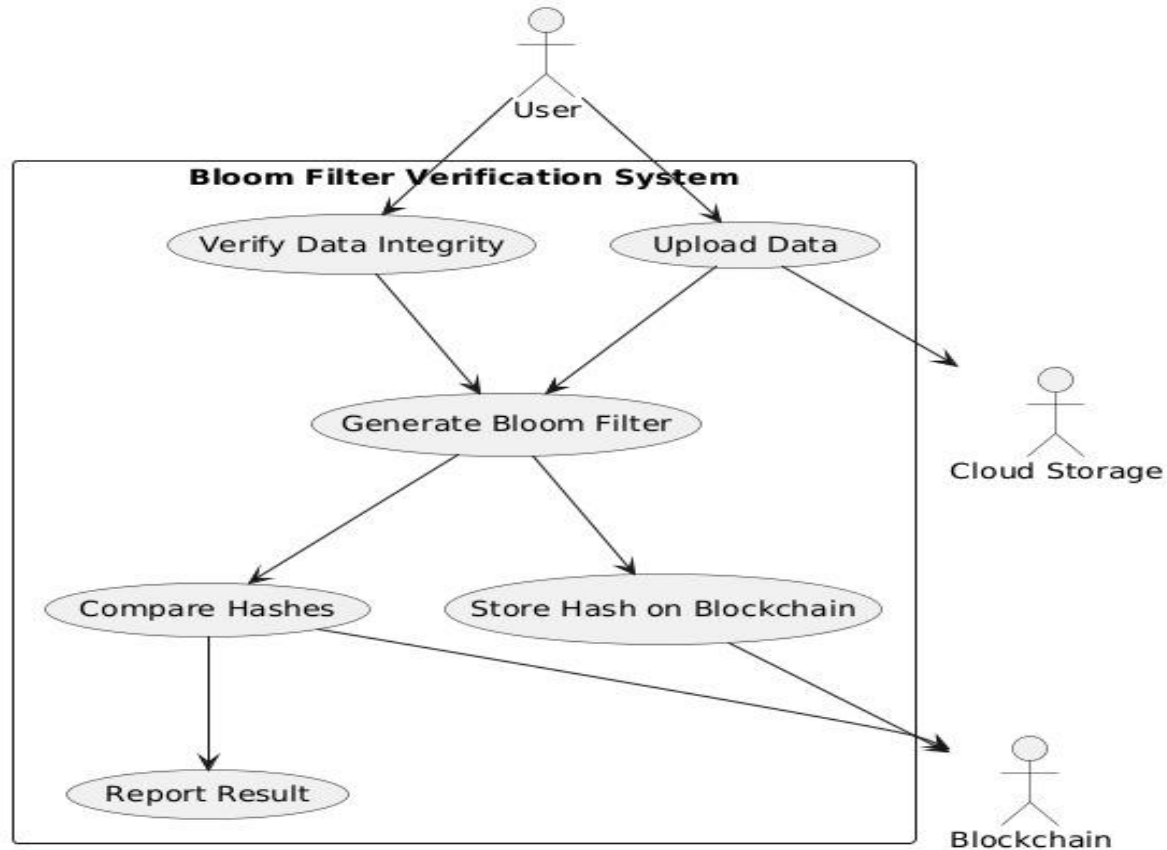 User
Bloom Filter Verification System
Verify Data Integrity
Upload Data
Generate Bloom Filter
Cloud Storage
Compare Hashes
Store Hash on Blockchain
Report Result
Blockchain